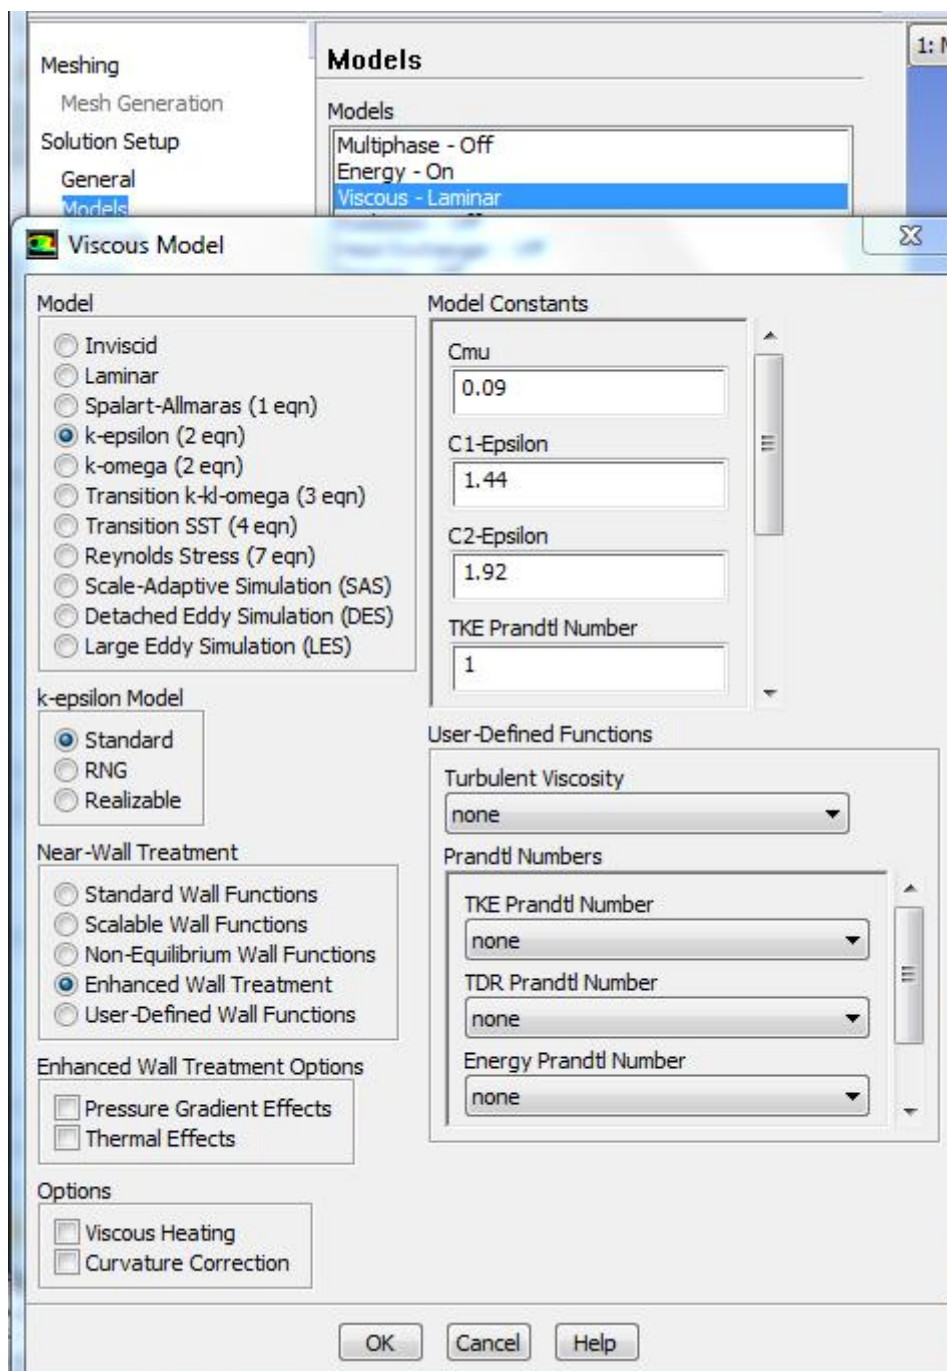 Meshing
Mesh Generation
Solution Setup
General
Models
Models
Models
Multiphase - Off
Energy - On
Viscous - Laminar
1:
Viscous Model
Model
Inviscid
Laminar
Spalart-Allmaras (1 eqn)
k-epsilon (2 eqn)
k-omega (2 eqn)
Transition k-kl-omega (3 eqn)
Transition SST (4 eqn)
Reynolds Stress (7 eqn)
Scale-Adaptive Simulation (SAS)
Detached Eddy Simulation (DES)
Large Eddy Simulation (LES)
k-epsilon Model
Standard
RNG
Realizable
Near-Wall Treatment
Standard Wall Functions
Scalable Wall Functions
Non-Equilibrium Wall Functions
Enhanced Wall Treatment
User-Defined Wall Functions
Enhanced Wall Treatment Options
Pressure Gradient Effects
Thermal Effects
Options
Viscous Heating
Curvature Correction
Model Constants
Cmu
0.09
C1-Epsilon
1.44
C2-Epsilon
1.92
TKE Prandtl Number
1
User-Defined Functions
Turbulent Viscosity
none
Prandtl Numbers
TKE Prandtl Number
none
TDR Prandtl Number
none
Energy Prandtl Number
none
OK
Cancel
Help